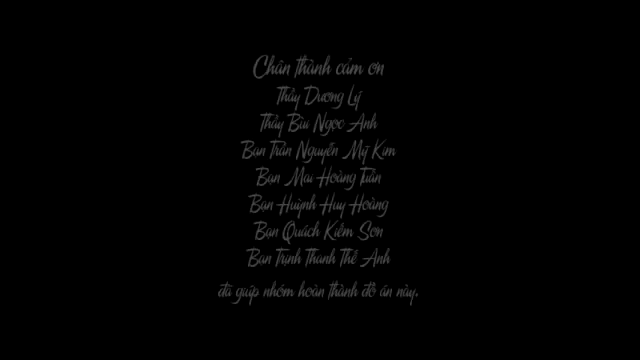 Chân thành cảm ơn
Thầy Dương Lý
Thầy Bùi Ngọc Anh
Bạn Trần Nguyễn Mỹ Kim
Bạn Mai Hoàng Tuấn
Bạn Huỳnh Huy Hoàng
Bạn Quách Kiếm Sơn
Bạn Trịnh Thanh Thế Anh
đã giúp nhóm hoàn thành đồ án này.